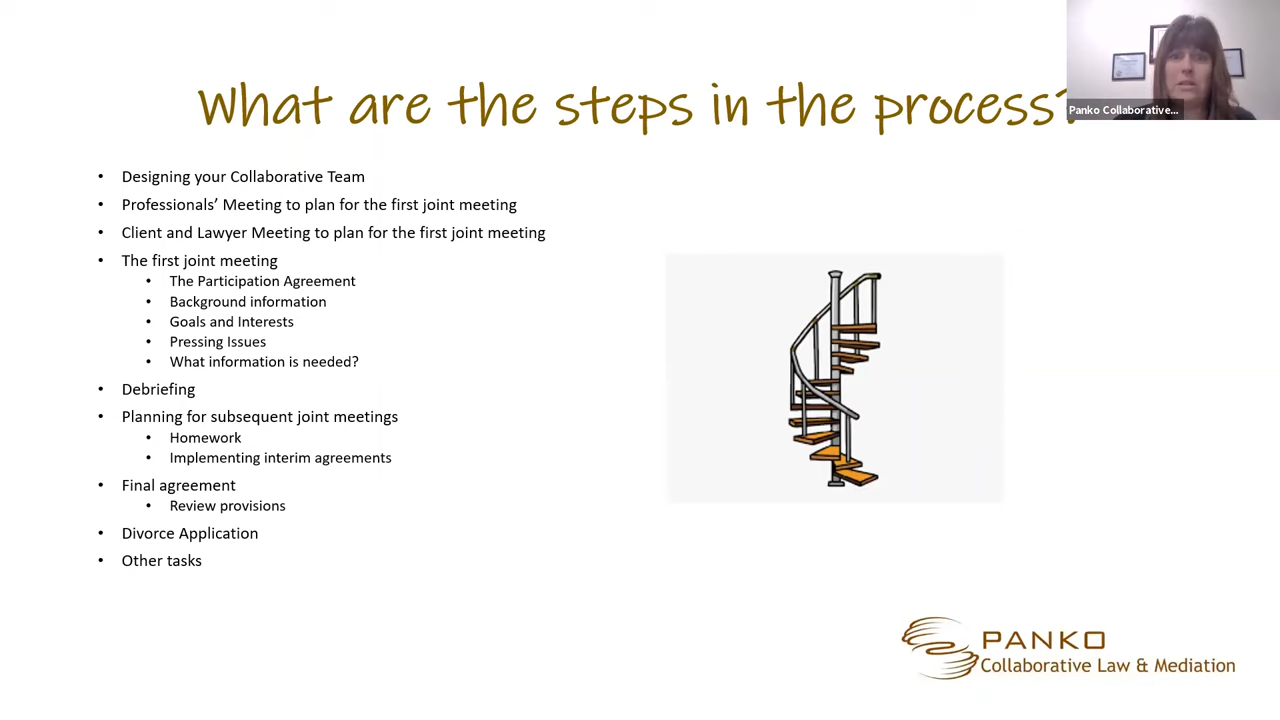 What are the steps in the process?
Panko Collaborative...
• Designing your Collaborative Team
• Professionals’ Meeting to plan for the first joint meeting
• Client and Lawyer Meeting to plan for the first joint meeting
• The first joint meeting
• The Participation Agreement
• Background information
• Goals and Interests
• Pressing Issues
• What information is needed?
• Debriefing
• Planning for subsequent joint meetings
• Homework
• Implementing interim agreements
• Final agreement
• Review provisions
• Divorce Application
• Other tasks
PANKO
Collaborative Law & Mediation